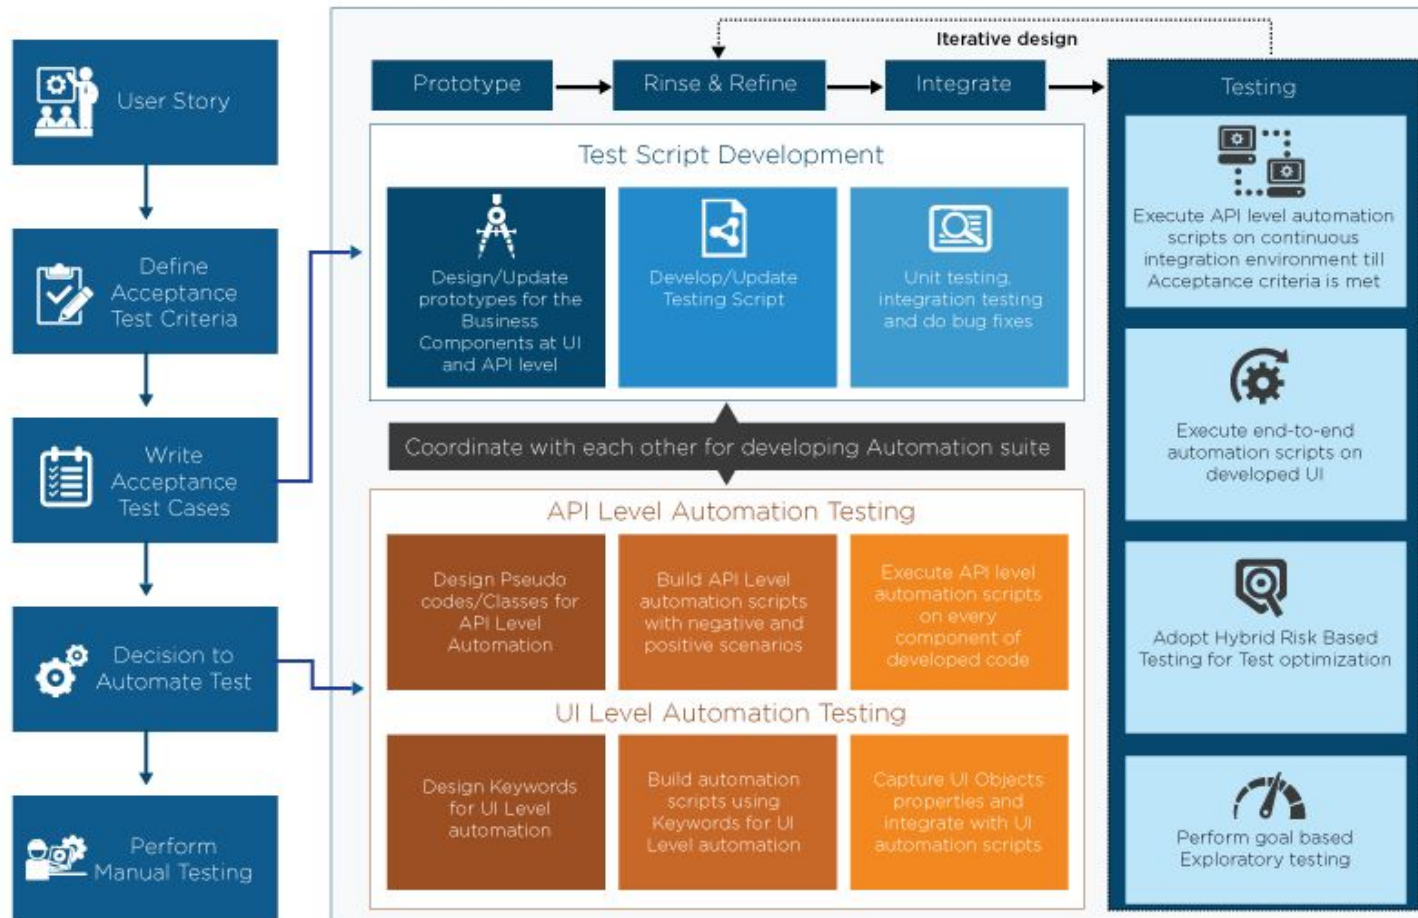 User Story
Define
Acceptance
Test Criteria
Write
Acceptance
Test Cases
Decision to
Automate Test
Perform
Manual Testing
Iterative design
Prototype
Rinse & Refine
Integrate
Testing
Test Script Development
Design/Update
prototypes for the
Business
Components at UI
and API level
Develop/Update
Testing Script
Unit testing,
integration testing
and do bug fixes
Coordinate with each other for developing Automation suite
API Level Automation Testing
Design Pseudo
codes/Classes for
API Level
Automation
Build API Level
automation scripts
with negative and
positive scenarios
Execute API level
automation scripts
on every
component of
developed code
UI Level Automation Testing
Design Keywords
for UI Level
automation
Build automation
scripts using
Keywords for UI
Level automation
Capture UI Objects
properties and
integrate with UI
automation scripts
Execute API level automation
scripts on continuous
integration environment till
Acceptance criteria is met
Execute end-to-end
automation scripts on
developed UI
Adopt Hybrid Risk Based
Testing for Test optimization
Perform goal based
Exploratory testing